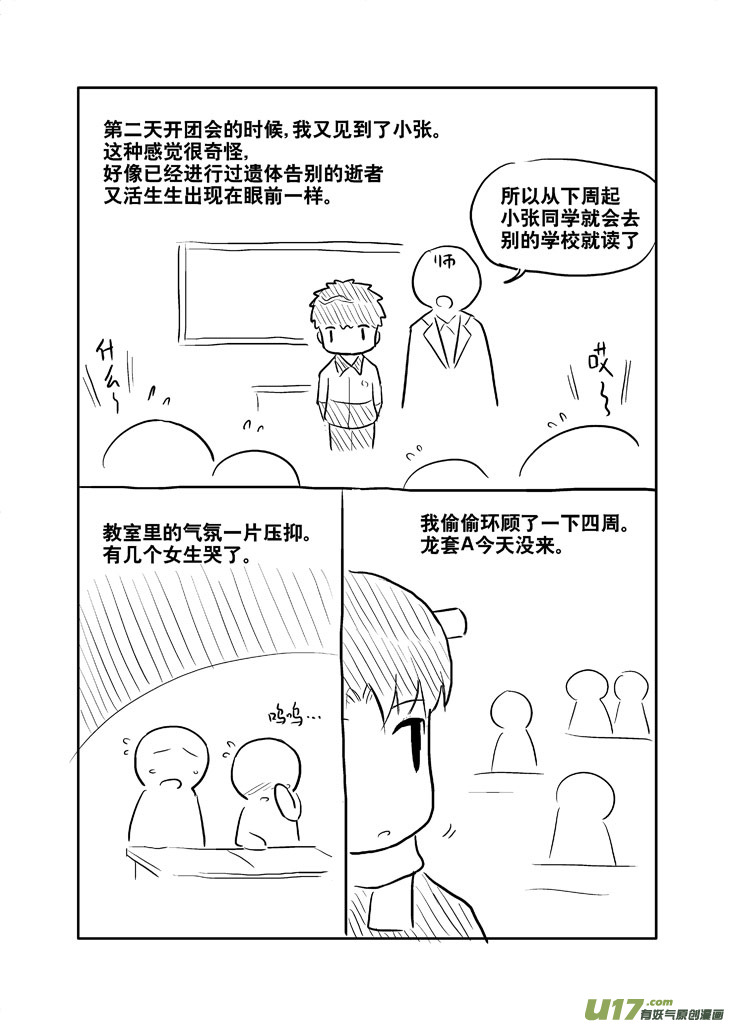 第二天开团会的时候,我又见到了小张。
这种感觉很奇怪,
好像已经进行过遗体告别的逝者
又活生生出现在眼前一样。
所以从下周起
小张同学就会去
别的学校就读了
师
什么~
哎~
教室里的气氛一片压抑。
有几个女生哭了。
呜呜...
我偷偷环顾了一下四周。
龙套A今天没来。
U17.com
有妖气原创漫画